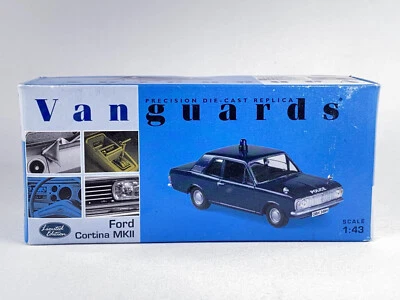 Vanguards
PRECISION DIE-CAST REPLICA
POLICE
Limited
Edition
Ford
Cortina MKII
SCALE
1:43